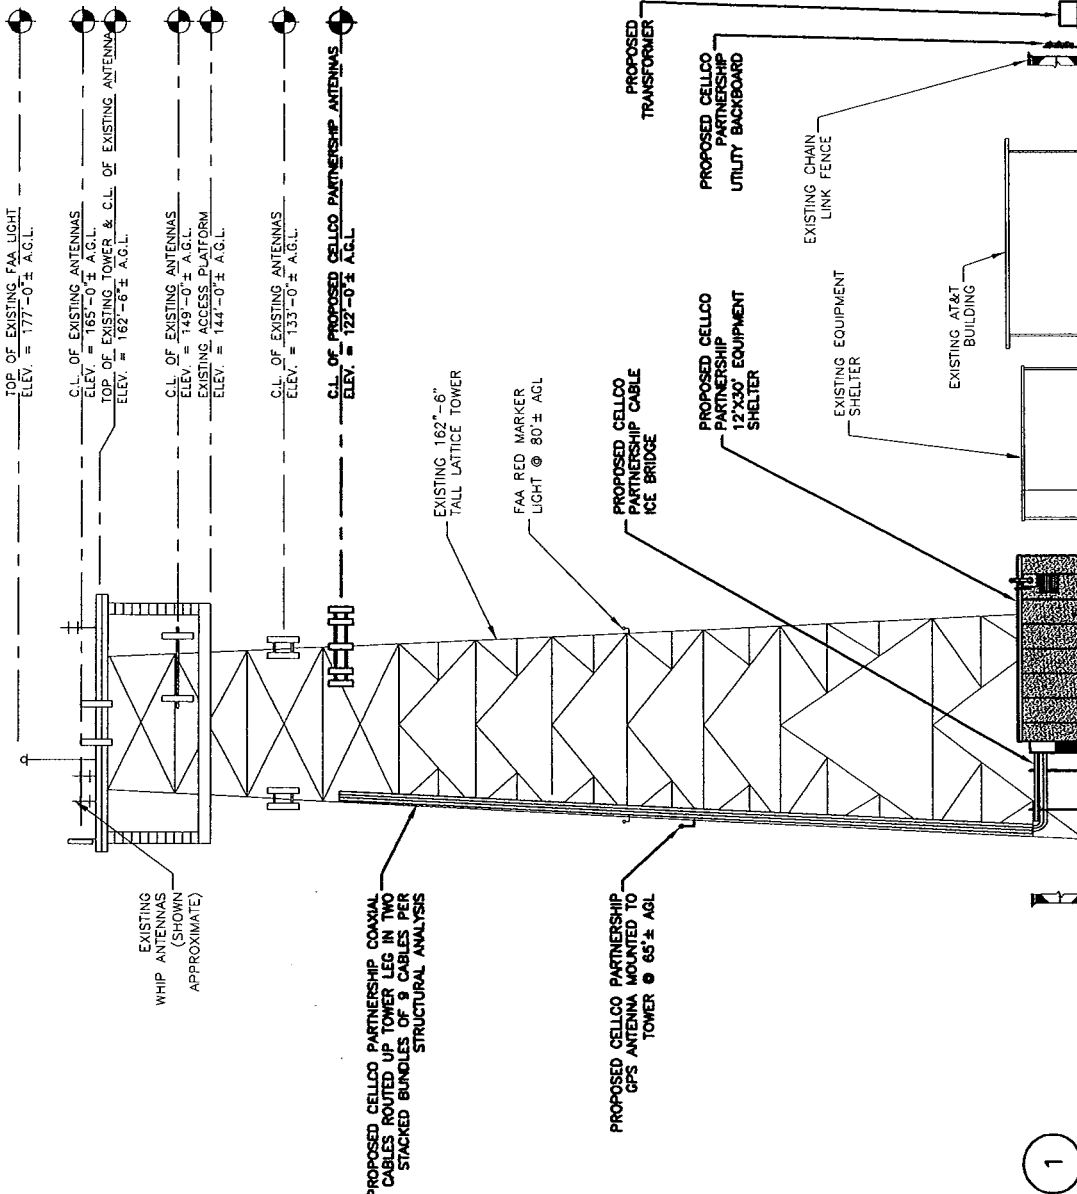 TOP OF EXISTING FAA LIGHT
ELEV. = 177'-0"± A.G.L.
C.L. OF EXISTING ANTENNAS
ELEV. = 165'-0"± A.G.L.
TOP OF EXISTING TOWER & C.L. OF EXISTING ANTENNA
ELEV. = 162'-6"± A.G.L.
C.L. OF EXISTING ANTENNAS
ELEV. = 149'-0"± A.G.L.
EXISTING ACCESS PLATFORM
ELEV. = 144'-0"± A.G.L.
C.L. OF EXISTING ANTENNAS
ELEV. = 133'-0"± A.G.L.
C.L. OF PROPOSED CELLCO PARTNERSHIP ANTENNAS
ELEV. = 122'-0"± A.G.L.
PROPOSED
TRANSFORMER
PROPOSED CELLCO
PARTNERSHIP
UTILITY BACKBOARD
EXISTING CHAIN
LINK FENCE
EXISTING AT&T
BUILDING
EXISTING EQUIPMENT
SHELTER
PROPOSED CELLCO
PARTNERSHIP
12'X30' EQUIPMENT
SHELTER
PROPOSED CELLCO
PARTNERSHIP CABLE
ICE BRIDGE
FAA RED MARKER
LIGHT @ 80'± AGL
EXISTING 162"-6"
TALL LATTICE TOWER
EXISTING
WHIP ANTENNAS
(SHOWN
APPROXIMATE)
PROPOSED CELLCO PARTNERSHIP COAXIAL
CABLES ROUTED UP TOWER LEG IN TWO
STACKED BUNDLES OF 9 CABLES PER
STRUCTURAL ANALYSIS
PROPOSED CELLCO PARTNERSHIP
GPS ANTENNA MOUNTED TO
TOWER @ 65'± AGL
1